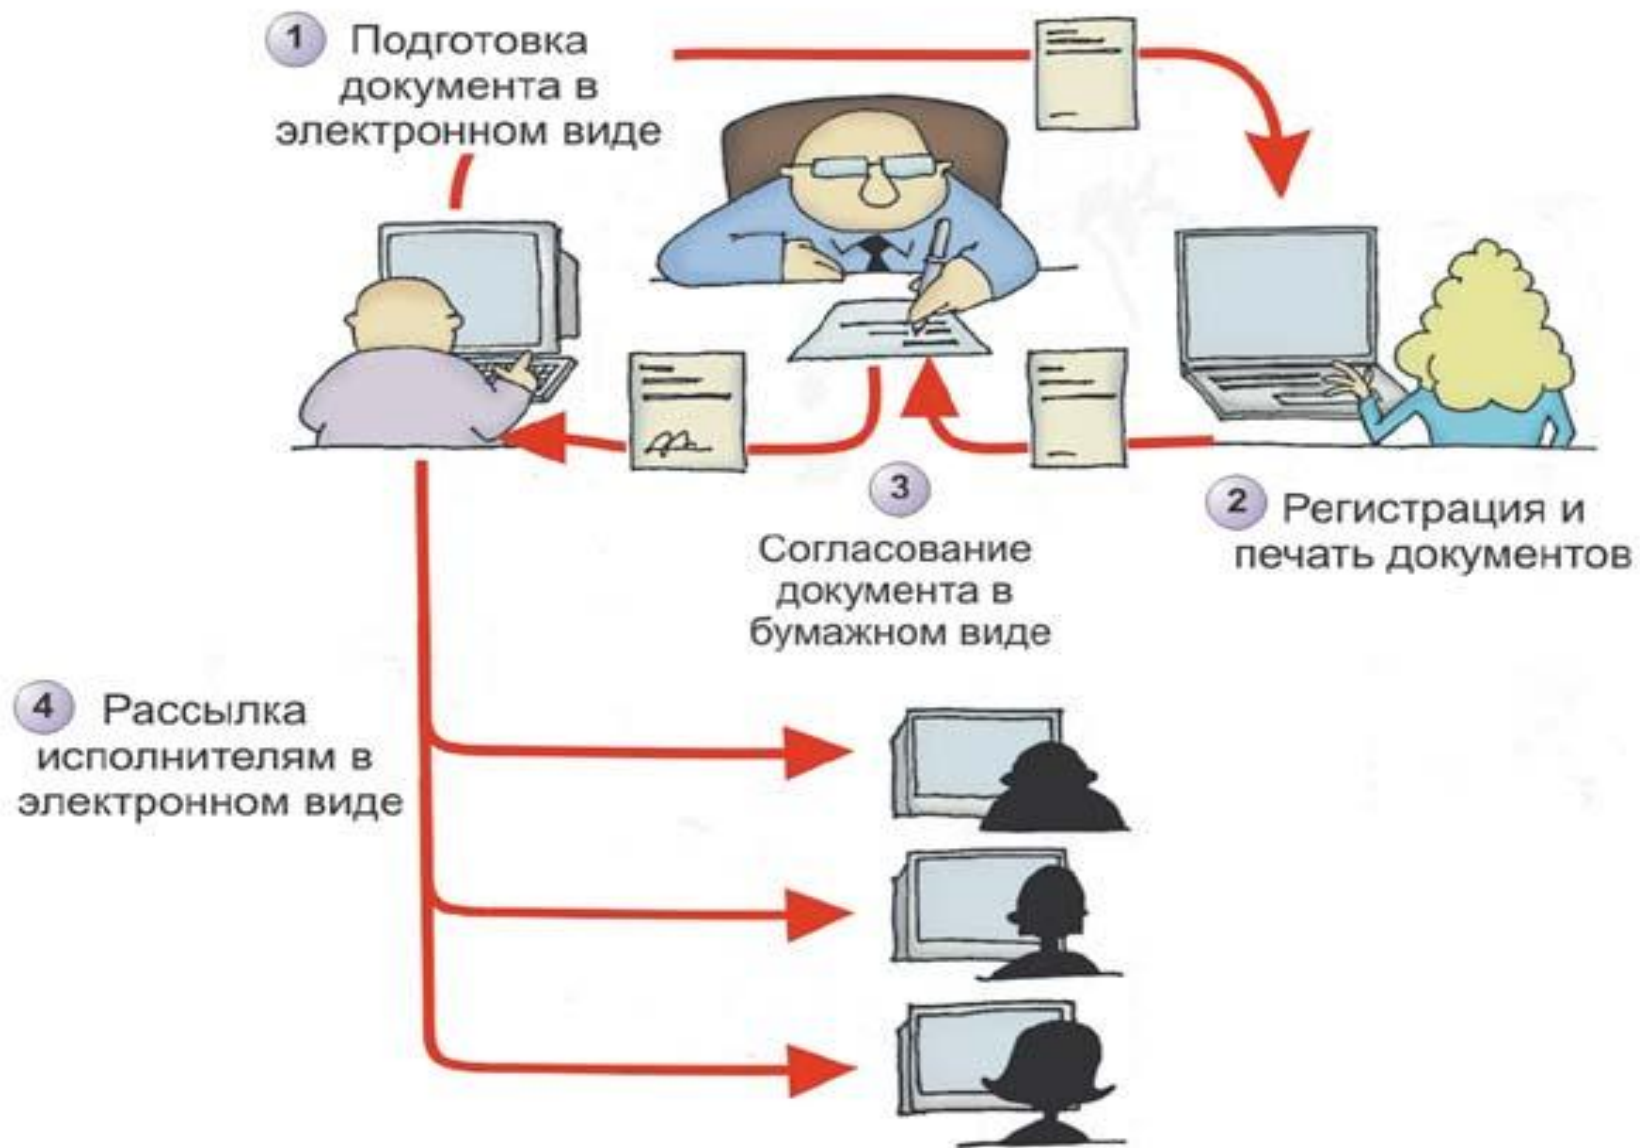 1 Подготовка
документа в
электронном виде
2 Регистрация и
печать документов
3
Согласование
документа в
бумажном виде
4 Рассылка
исполнителям в
электронном виде